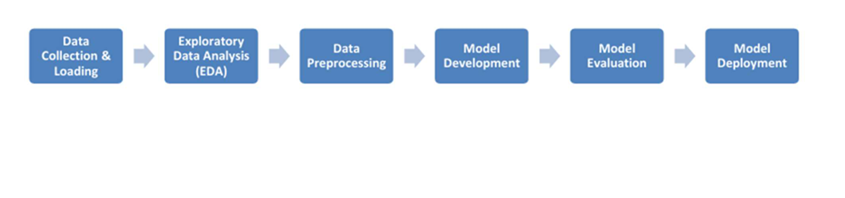 Data
Collection &
Loading
Exploratory
Data Analysis
(EDA)
Data
Preprocessing
Model
Development
Model
Evaluation
Model
Deployment